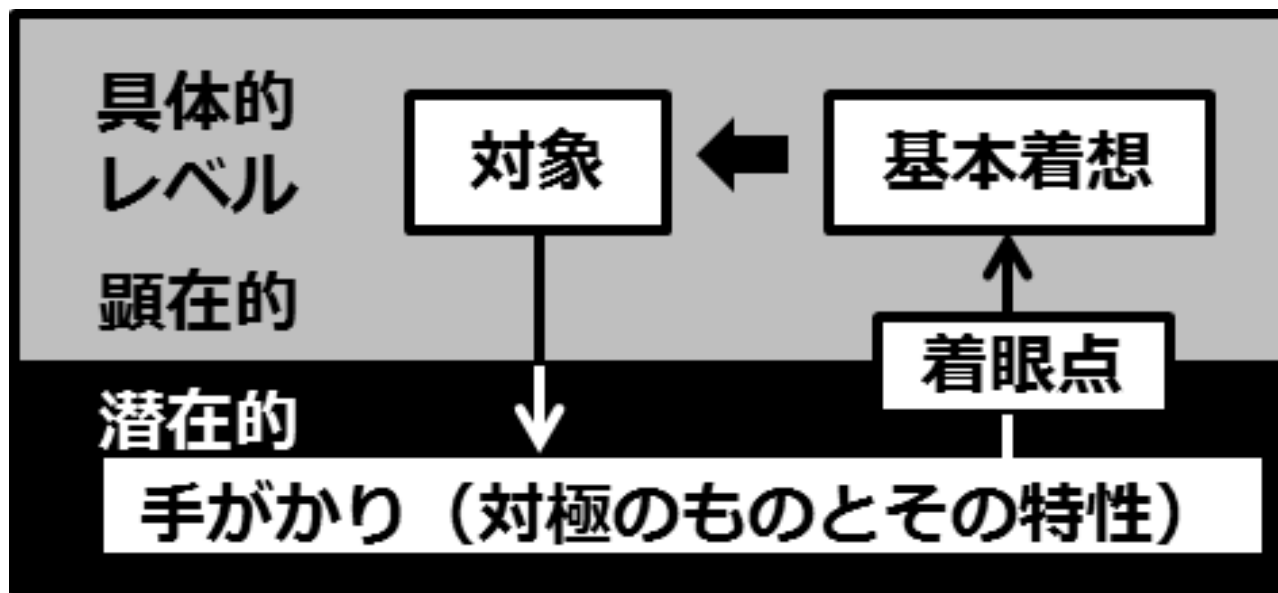 具体的
レベル
対象
基本着想
顕在的
着眼点
潜在的
手がかり（対極のものとその特性）